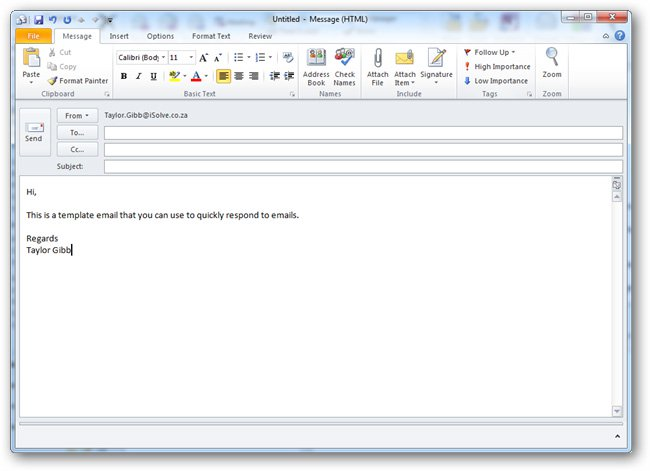 Untitled - Message (HTML)
File Message Insert Options Format Text Review
Paste
Cut
Copy
Format Painter
Clipboard
Calibri (Body 11 A A
B I U ab A
Basic Text
Address Book
Check Names
Names
Attach File
Attach Item
Signature
Include
Follow Up
High Importance
Low Importance
Tags
Zoom
Zoom
Send
From Taylor.Gibb@iSolve.co.za
To...
Cc...
Subject:
Hi,
This is a template email that you can use to quickly respond to emails.
Regards
Taylor Gibb